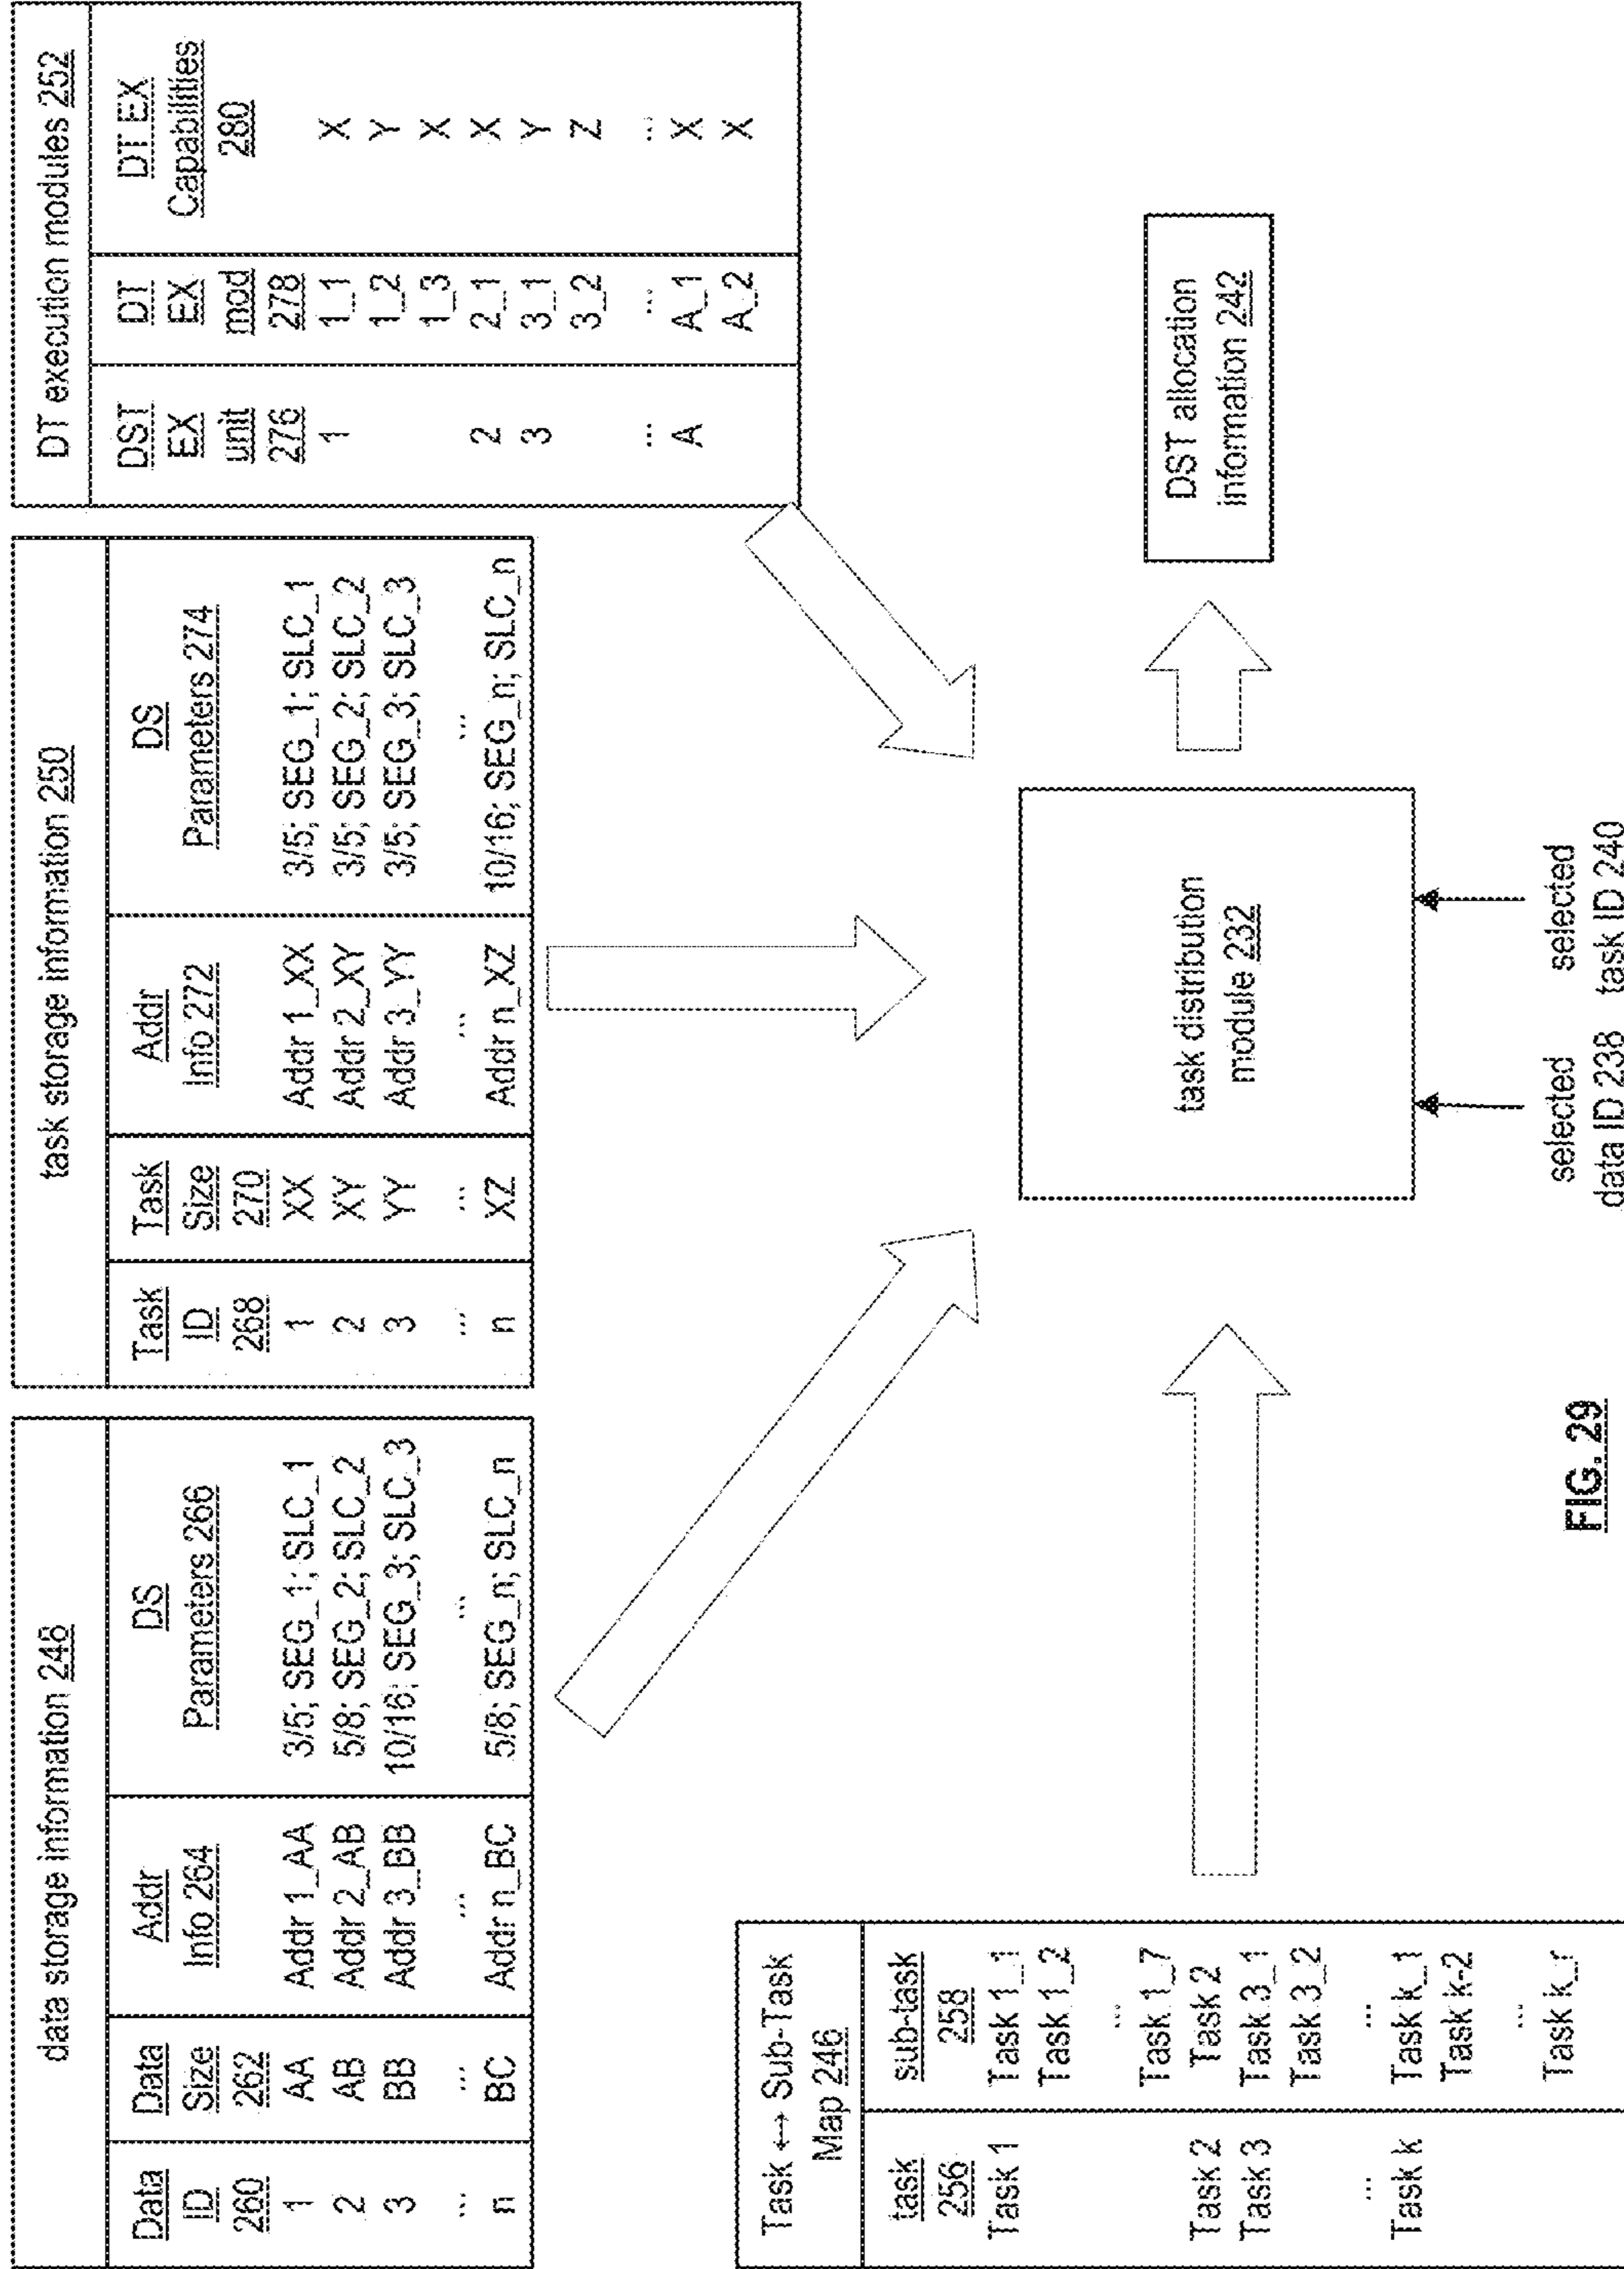 data storage information 248
Data ID 260 Data Size 262 Addr Info 264 DS Parameters 266
1 AA Addr 1_AA 3/5; SEG_1; SLC_1
2 AB Addr 2_AB 5/8; SEG_2; SLC_2
3 BB Addr 3_BB 10/16; SEG_3; SLC_3
... ... ... ...
n BC Addr n_BC 5/8; SEG_n; SLC_n
task storage information 250
Task ID 268 Task Size 270 Addr Info 272 DS Parameters 274
1 XX Addr 1_XX 3/5; SEG_1; SLC_1
2 XY Addr 2_XY 3/5; SEG_2; SLC_2
3 YY Addr 3_YY 3/5; SEG_3; SLC_3
... ... ... ...
n XZ Addr n_XZ 10/16; SEG_n; SLC_n
DT execution modules 252
DST EX unit 276 DT EX mod 278 DT EX Capabilities 280
1 1_1 X
1_2 Y
1_3 X
2 2_1 X
3 3_1 Y
3_2 Z
... ... ...
A A_1 X
A_2 X
Task ↔ Sub-Task
Map 246
task 256 sub-task 258
Task 1 Task 1_1
Task 1_2
...
Task 1_7
Task 2 Task 2
Task 3 Task 3_1
Task 3_2
... ...
Task k Task k_1
Task k-2
...
Task k_r
task distribution
module 232
DST allocation
information 242
selected
data ID 238
selected
task ID 240
FIG. 29